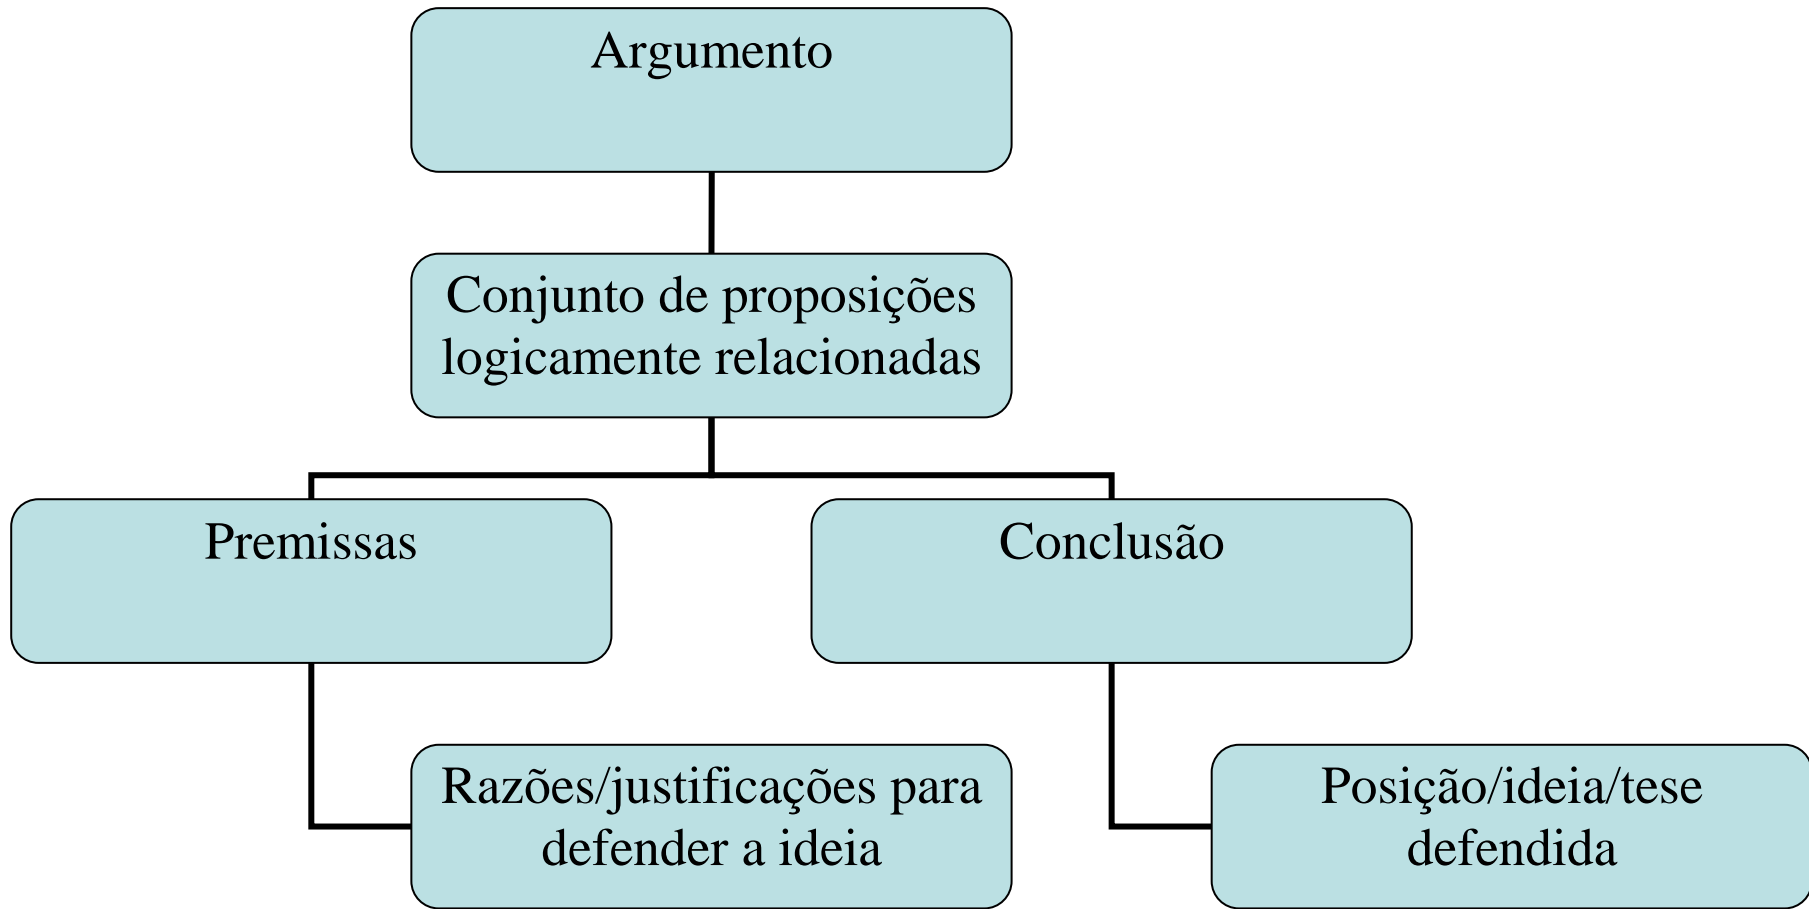 Argumento
Conjunto de proposições
logicamente relacionadas
Premissas
Conclusão
Razões/justificações para
defender a ideia
Posição/ideia/tese
defendida